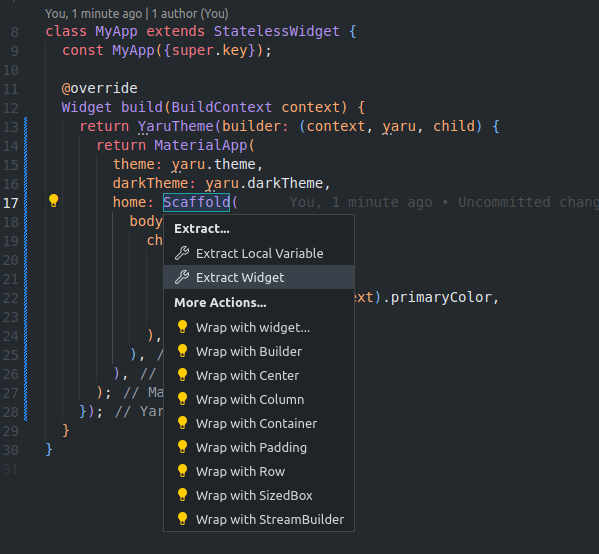 You, 1 minute ago | 1 author (You)
8 class MyApp extends StatelessWidget {
9 const MyApp({super.key});
10
11 @override
12 Widget build(BuildContext context) {
13 return YaruTheme(builder: (context, yaru, child) {
14 return MaterialApp(
15 theme: yaru.theme,
16 darkTheme: yaru.darkTheme,
17 home: Scaffold( You, 1 minute ago • Uncommitted chang
18 body
19 ch
20
21
22 ext).primaryColor,
23
24 ),
25 ), /
26 ), //
27 ); // Ma
28 }); // Yar
29 }
30 }
31
Extract...
Extract Local Variable
Extract Widget
More Actions...
Wrap with widget...
Wrap with Builder
Wrap with Center
Wrap with Column
Wrap with Container
Wrap with Padding
Wrap with Row
Wrap with SizedBox
Wrap with StreamBuilder